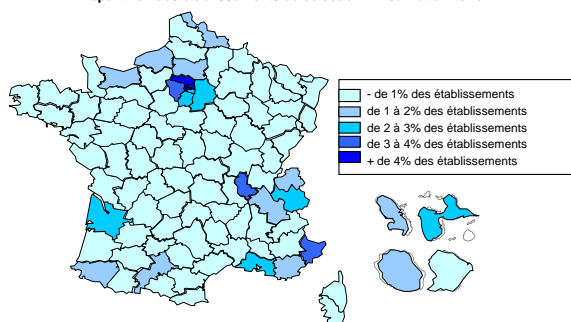 - de 1% des établissements
de 1 à 2% des établissements
de 2 à 3% des établissements
de 3 à 4% des établissements
+ de 4% des établissements